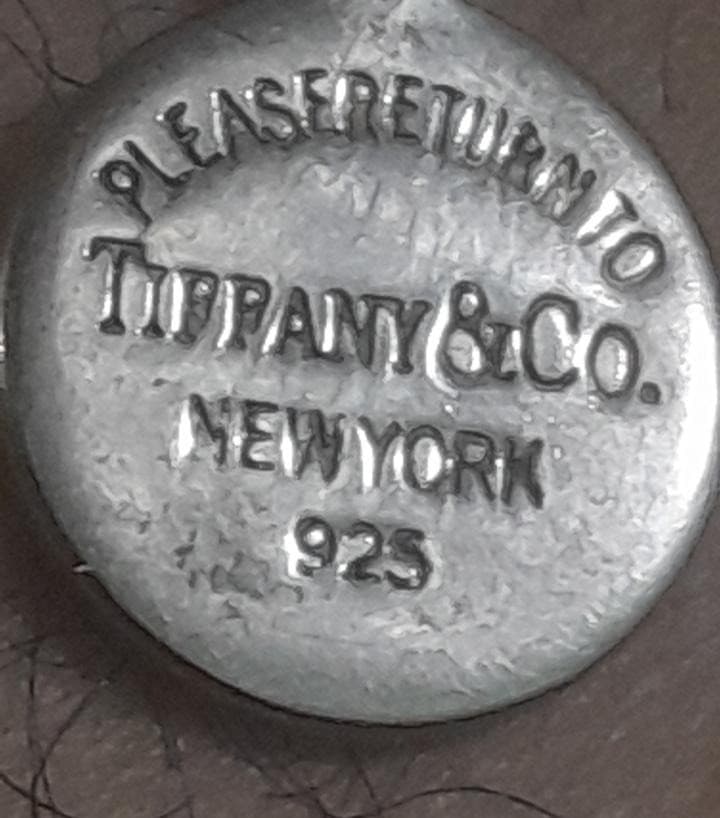 PLEASE RETURN TO
TIFFANY & CO.
NEW YORK
925